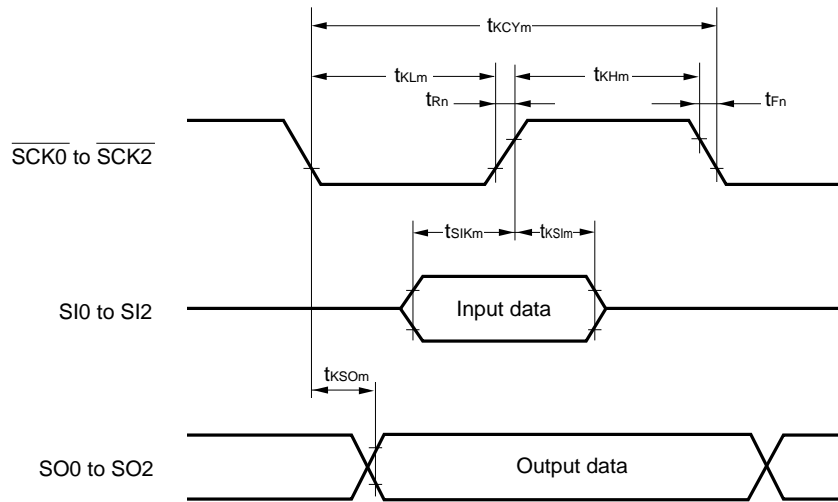 tKCYm
tKLm
tKHm
tRn
tFn
SCK0 to SCK2
tSIKm
tKSIm
SI0 to SI2
Input data
tKSOm
SO0 to SO2
Output data